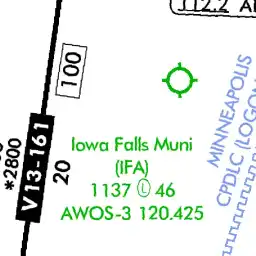 112.2
100
MINNEAPOLIS
CPDLC (LOGON
Iowa Falls Muni
(IFA)
1137 Ⓛ 46
AWOS-3 120.425
V13-161
*2800
20